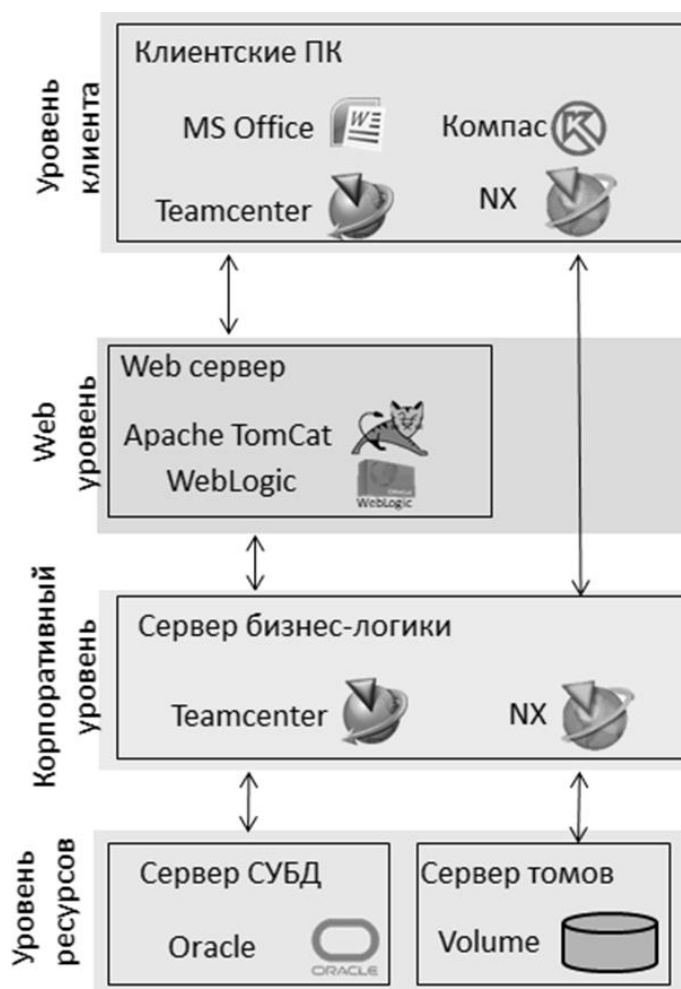 Уровень
клиента
Клиентские ПК
MS Office
W
Компас
K
Teamcenter
NX
Web
уровень
Web сервер
Apache TomCat
WebLogic
ORACLE
WebLogic
Корпоративный
уровень
Сервер бизнес-логики
Teamcenter
NX
Уровень
ресурсов
Сервер СУБД
Oracle
ORACLE
Сервер томов
Volume